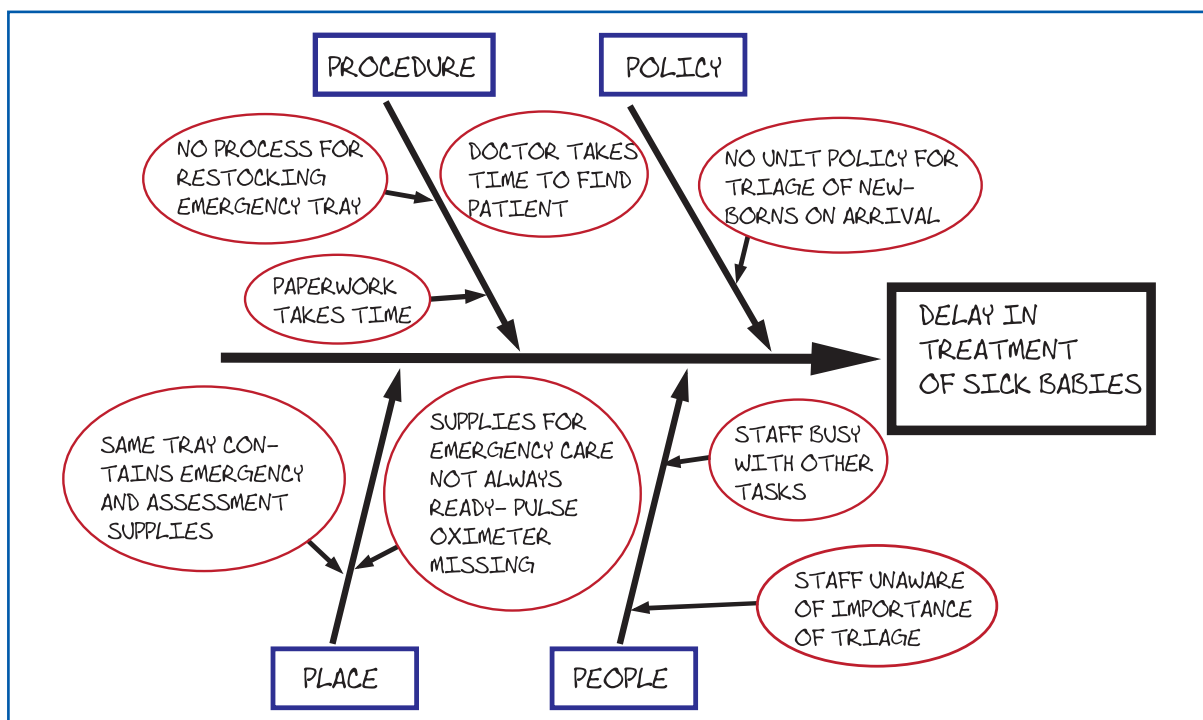 PROCEDURE
POLICY
NO PROCESS FOR
RESTOCKING
EMERGENCY TRAY
DOCTOR TAKES
TIME TO FIND
PATIENT
NO UNIT POLICY FOR
TRIAGE OF NEW-
BORNS ON ARRIVAL
PAPERWORK
TAKES TIME
DELAY IN
TREATMENT
OF SICK BABIES
SAME TRAY CON-
TAINS EMERGENCY
AND ASSESSMENT
SUPPLIES
SUPPLIES FOR
EMERGENCY CARE
NOT ALWAYS
READY- PULSE
OXIMETER
MISSING
STAFF BUSY
WITH OTHER
TASKS
STAFF UNAWARE
OF IMPORTANCE
OF TRIAGE
PLACE
PEOPLE